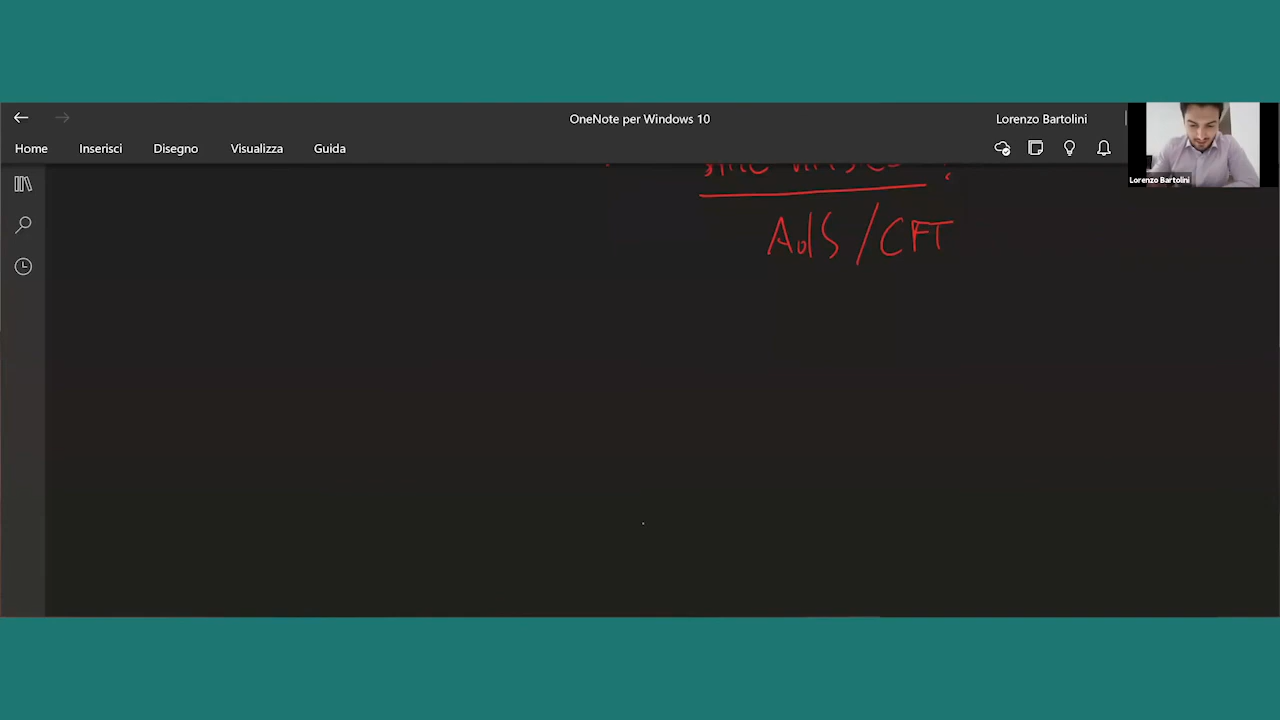 OneNote per Windows 10
Lorenzo Bartolini
Home Inserisci Disegno Visualizza Guida
Lorenzo Bartolini
AdS/CFT